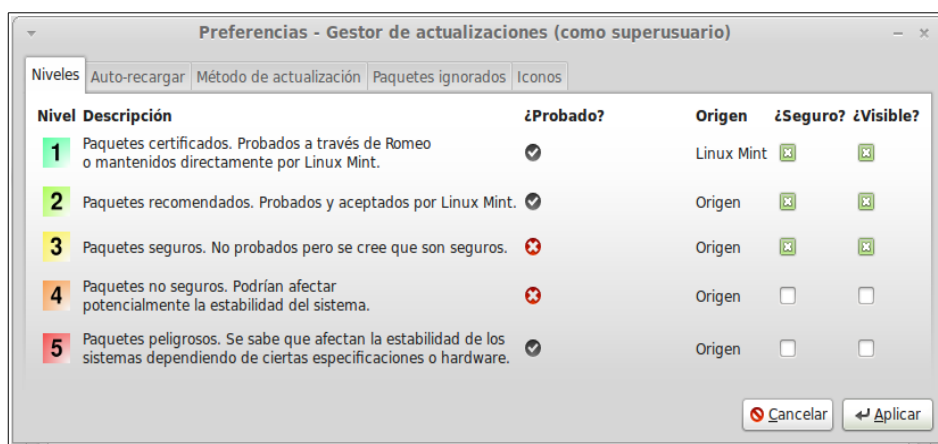 Preferencias - Gestor de actualizaciones (como superusuario)
Niveles Auto-recargar Método de actualización Paquetes ignorados Iconos
Nivel Descripción ¿Probado? Origen ¿Seguro? ¿Visible?
1 Paquetes certificados. Probados a través de Romeo
o mantenidos directamente por Linux Mint. Linux Mint
2 Paquetes recomendados. Probados y aceptados por Linux Mint. Origen
3 Paquetes seguros. No probados pero se cree que son seguros. Origen
4 Paquetes no seguros. Podrían afectar
potencialmente la estabilidad del sistema. Origen
5 Paquetes peligrosos. Se sabe que afectan la estabilidad de los
sistemas dependiendo de ciertas especificaciones o hardware. Origen
Cancelar Aplicar